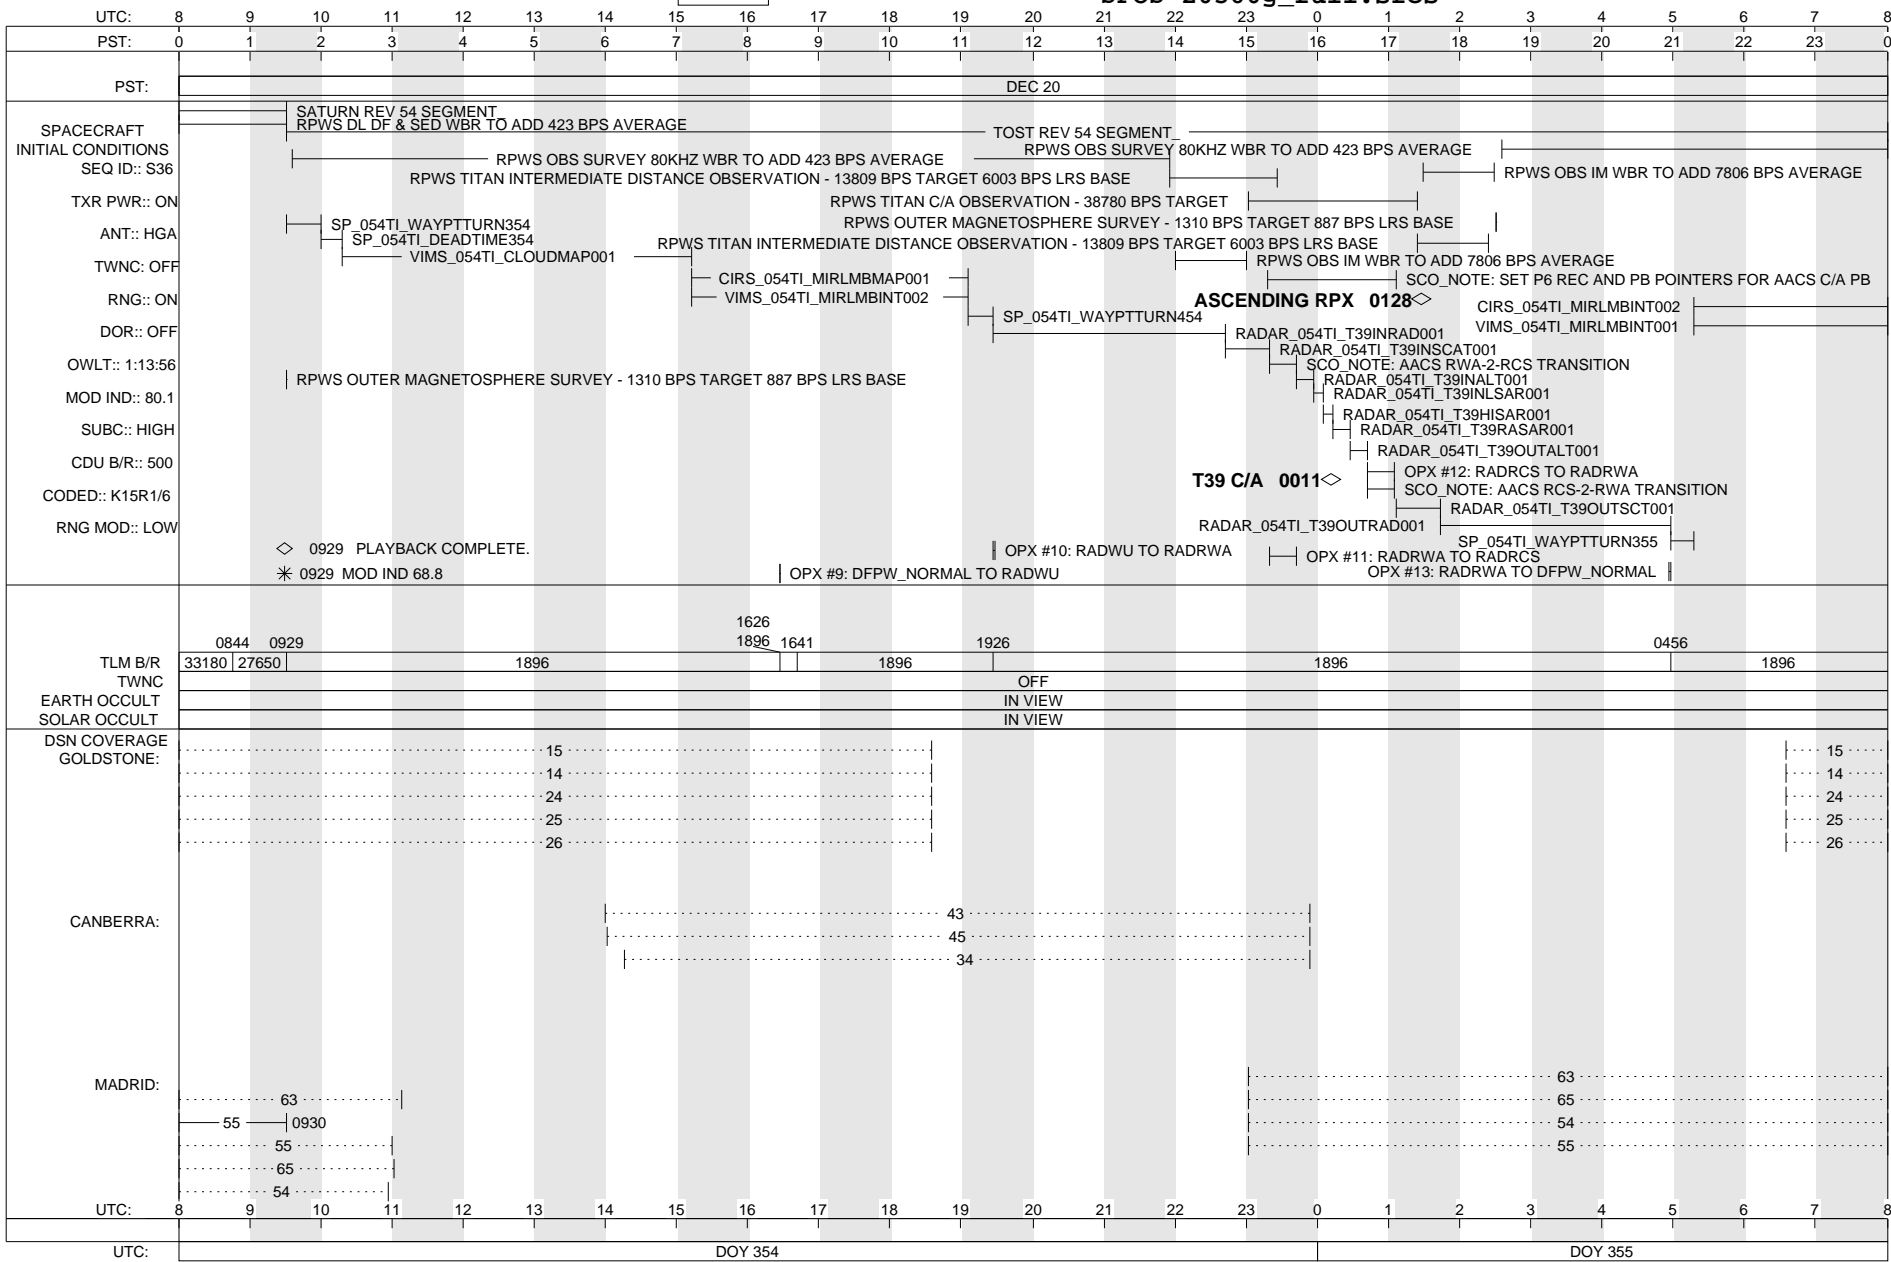 UTC: 8 9 10 11 12 13 14 15 16 17 18 19 20 21 22 23 0 1 2 3 4 5 6 7 8
PST: 0 1 2 3 4 5 6 7 8 9 10 11 12 13 14 15 16 17 18 19 20 21 22 23 0
PST: DEC 20
SATURN REV 54 SEGMENT_
RPWS DL DF & SED WBR TO ADD 423 BPS AVERAGE
SPACECRAFT
TOST REV 54 SEGMENT_
INITIAL CONDITIONS
RPWS OBS SURVEY 80KHZ WBR TO ADD 423 BPS AVERAGE
RPWS OBS SURVEY 80KHZ WBR TO ADD 423 BPS AVERAGE
SEQ ID:: S36
RPWS OBS IM WBR TO ADD 7806 BPS AVERAGE
RPWS TITAN INTERMEDIATE DISTANCE OBSERVATION - 13809 BPS TARGET 6003 BPS LRS BASE
TXR PWR:: ON
RPWS TITAN C/A OBSERVATION - 38780 BPS TARGET
SP_054TI_WAYPTTURN354
RPWS OUTER MAGNETOSPHERE SURVEY - 1310 BPS TARGET 887 BPS LRS BASE
ANT:: HGA
SP_054TI_DEADTIME354
RPWS TITAN INTERMEDIATE DISTANCE OBSERVATION - 13809 BPS TARGET 6003 BPS LRS BASE
VIMS_054TI_CLOUDMAP001
RPWS OBS IM WBR TO ADD 7806 BPS AVERAGE
TWNC: OFF
CIRS_054TI_MIRLMBMAP001
SCO_NOTE: SET P6 REC AND PB POINTERS FOR AACS C/A PB
RNG:: ON
VIMS_054TI_MIRLMBINT002
ASCENDING RPX 0128
CIRS_054TI_MIRLMBINT002
SP_054TI_WAYPTTURN454
VIMS_054TI_MIRLMBINT001
DOR:: OFF
RADAR_054TI_T39INRAD001
RADAR_054TI_T39INSCAT001
OWLT:: 1:13:56
SCO_NOTE: AACS RWA-2-RCS TRANSITION
RPWS OUTER MAGNETOSPHERE SURVEY - 1310 BPS TARGET 887 BPS LRS BASE
RADAR_054TI_T39INALT001
MOD IND:: 80.1
RADAR_054TI_T39INLSAR001
RADAR_054TI_T39HISAR001
SUBC:: HIGH
RADAR_054TI_T39RASAR001
RADAR_054TI_T39OUTALT001
CDU B/R:: 500
OPX #12: RADRCS TO RADRWA
T39 C/A 0011
SCO_NOTE: AACS RCS-2-RWA TRANSITION
CODED:: K15R1/6
RADAR_054TI_T39OUTSCT001
RNG MOD:: LOW
RADAR_054TI_T39OUTRAD001
SP_054TI_WAYPTTURN355
0929 PLAYBACK COMPLETE.
OPX #10: RADWU TO RADRWA
OPX #11: RADRWA TO RADRCS
0929 MOD IND 68.8
OPX #9: DFPW_NORMAL TO RADWU
OPX #13: RADRWA TO DFPW_NORMAL
1626
0844 0929 1896 1641 1926 0456
TLM B/R 33180 27650 1896 1896 1896 1896
TWNC OFF
EARTH OCCULT IN VIEW
SOLAR OCCULT IN VIEW
DSN COVERAGE
GOLDSTONE: 15 15
14 14
24 24
25 25
26 26
CANBERRA: 43
45
34
MADRID: 63
63 65
55 0930 54
55 55
65
54
UTC: 8 9 10 11 12 13 14 15 16 17 18 19 20 21 22 23 0 1 2 3 4 5 6 7 8
UTC: DOY 354 DOY 355